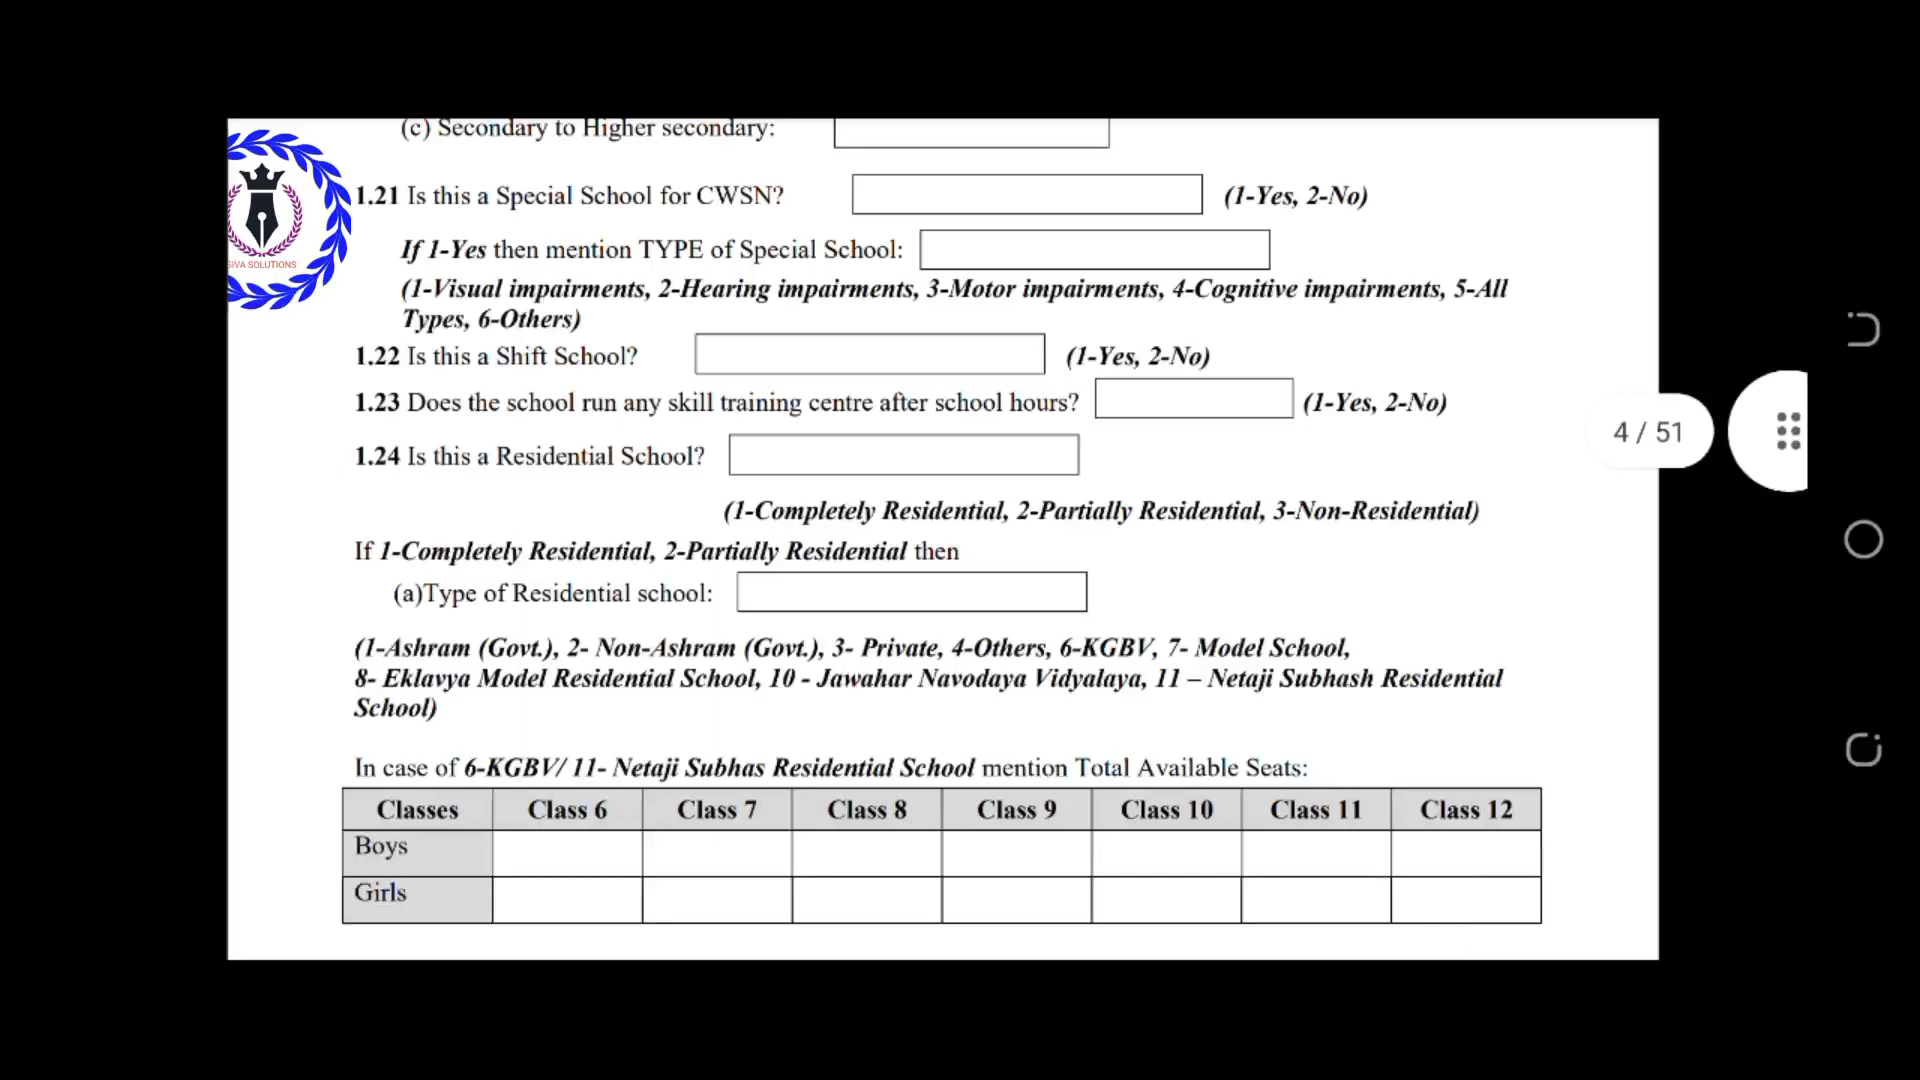 (c) Secondary to Higher secondary:
1.21 Is this a Special School for CWSN? (1-Yes, 2-No)
If 1-Yes then mention TYPE of Special School:
(1-Visual impairments, 2-Hearing impairments, 3-Motor impairments, 4-Cognitive impairments, 5-All
Types, 6-Others)
1.22 Is this a Shift School? (1-Yes, 2-No)
1.23 Does the school run any skill training centre after school hours? (1-Yes, 2-No)
1.24 Is this a Residential School?
(1-Completely Residential, 2-Partially Residential, 3-Non-Residential)
If 1-Completely Residential, 2-Partially Residential then
(a)Type of Residential school:
(1-Ashram (Govt.), 2- Non-Ashram (Govt.), 3- Private, 4-Others, 6-KGBV, 7- Model School,
8- Eklavya Model Residential School, 10 - Jawahar Navodaya Vidyalaya, 11 – Netaji Subhash Residential
School)
In case of 6-KGBV/ 11- Netaji Subhas Residential School mention Total Available Seats:
Classes Class 6 Class 7 Class 8 Class 9 Class 10 Class 11 Class 12
Boys
Girls
SIVA SOLUTIONS
4 / 51